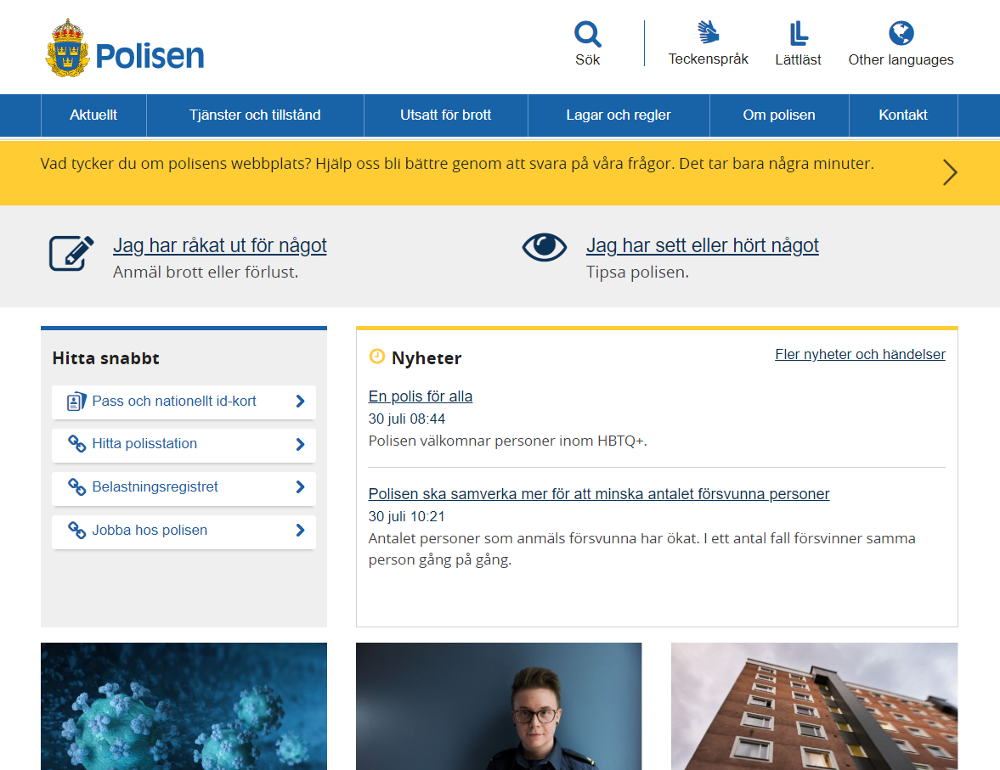 Polisen
Sök
Teckenspråk
Lättläst
Other languages
Aktuellt
Tjänster och tillstånd
Utsatt för brott
Lagar och regler
Om polisen
Kontakt
Vad tycker du om polisens webbplats? Hjälp oss bli bättre genom att svara på våra frågor. Det tar bara några minuter.
Jag har råkat ut för något
Anmäl brott eller förlust.
Jag har sett eller hört något
Tipsa polisen.
Hitta snabbt
Pass och nationellt id-kort
Hitta polisstation
Belastningsregistret
Jobba hos polisen
Nyheter
Fler nyheter och händelser
En polis för alla
30 juli 08:44
Polisen välkomnar personer inom HBTQ+.
Polisen ska samverka mer för att minska antalet försvunna personer
30 juli 10:21
Antalet personer som anmäls försvunna har ökat. I ett antal fall försvinner samma
person gång på gång.